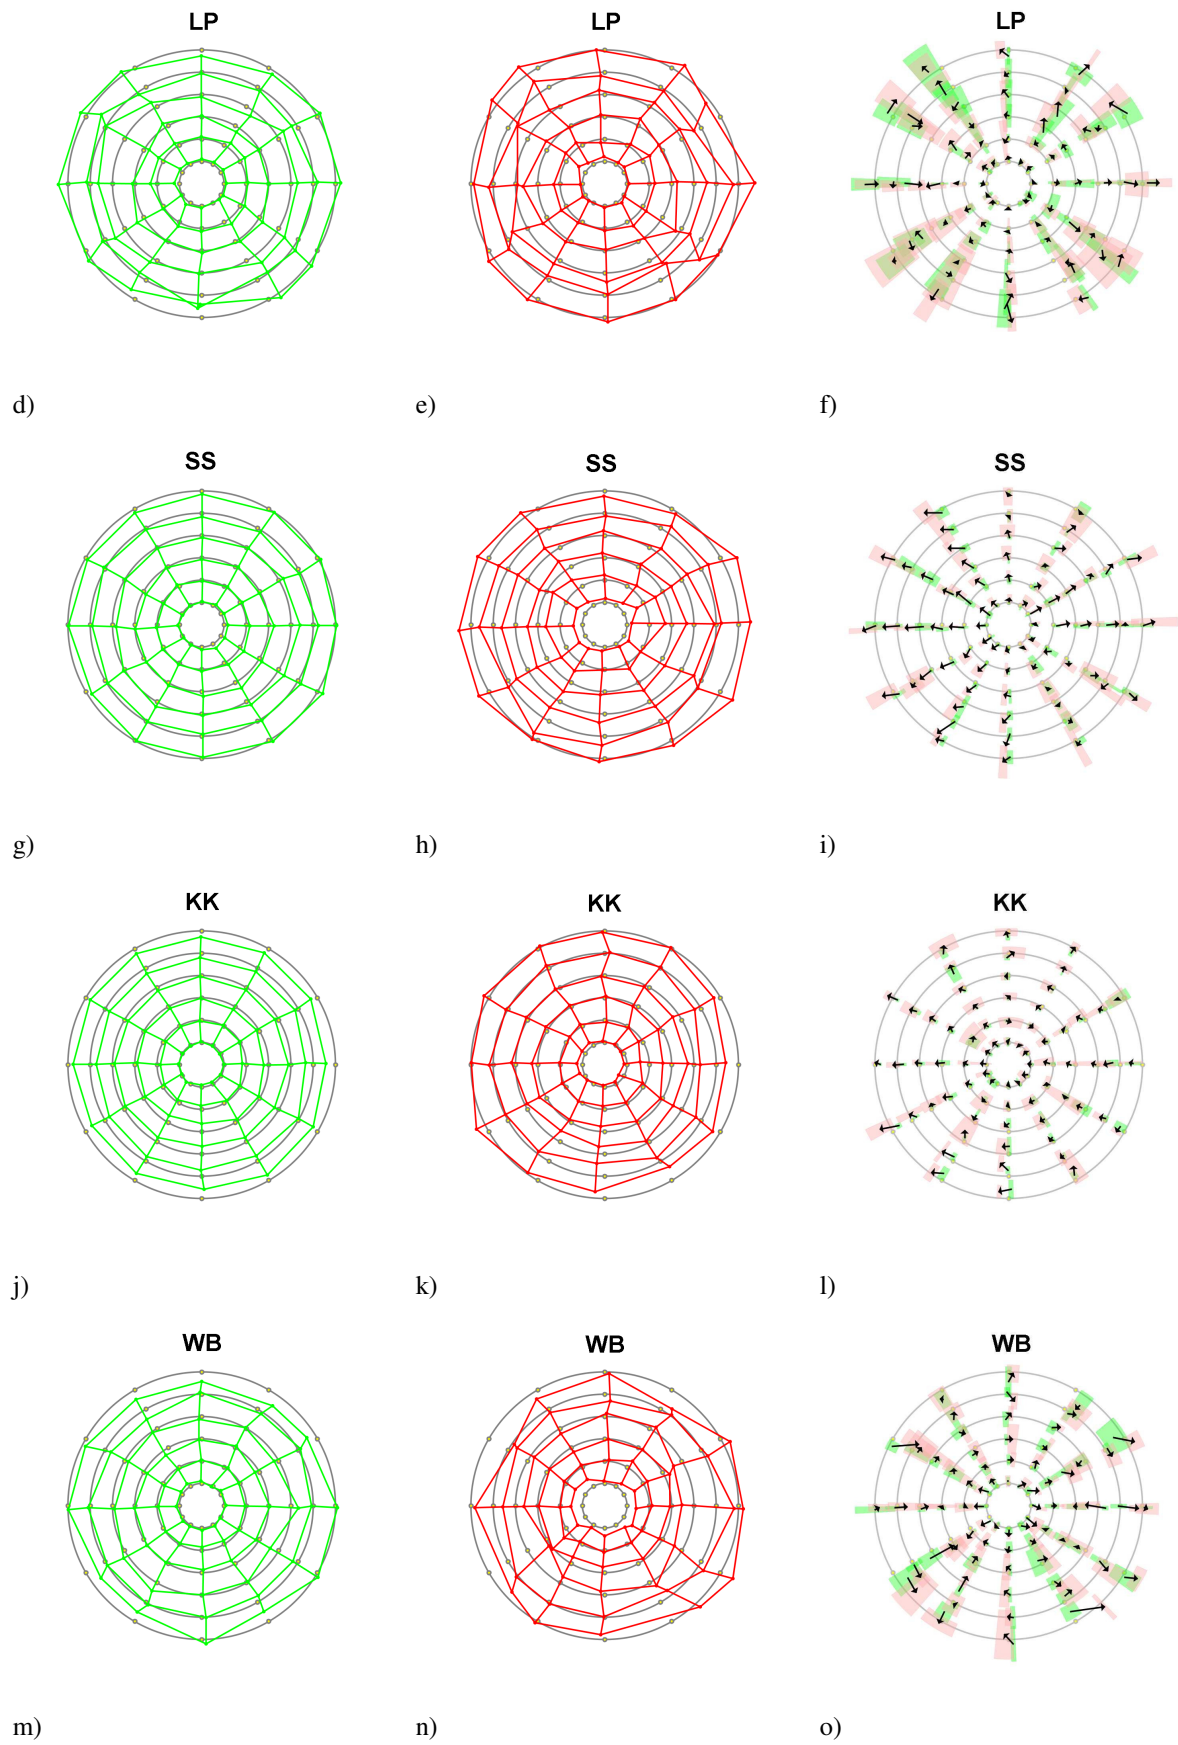 LP LP LP
d) e) f)
SS SS SS
g) h) i)
KK KK KK
j) k) l)
WB WB WB
m) n) o)